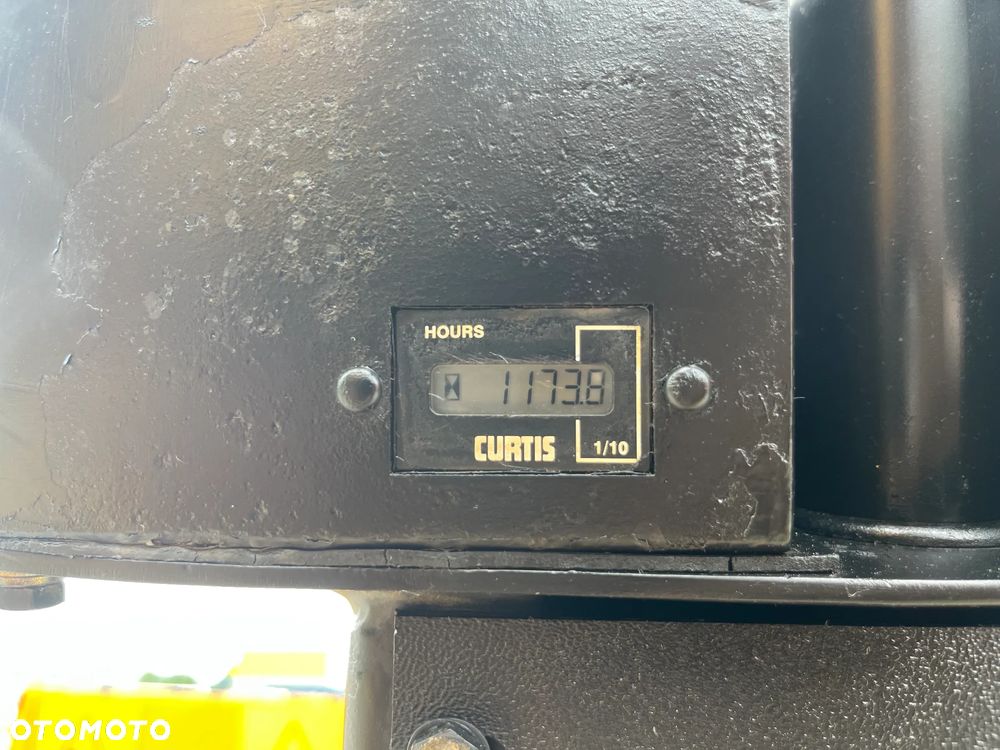 HOURS
1173.8
CURTIS
1/10
OTOMOTO